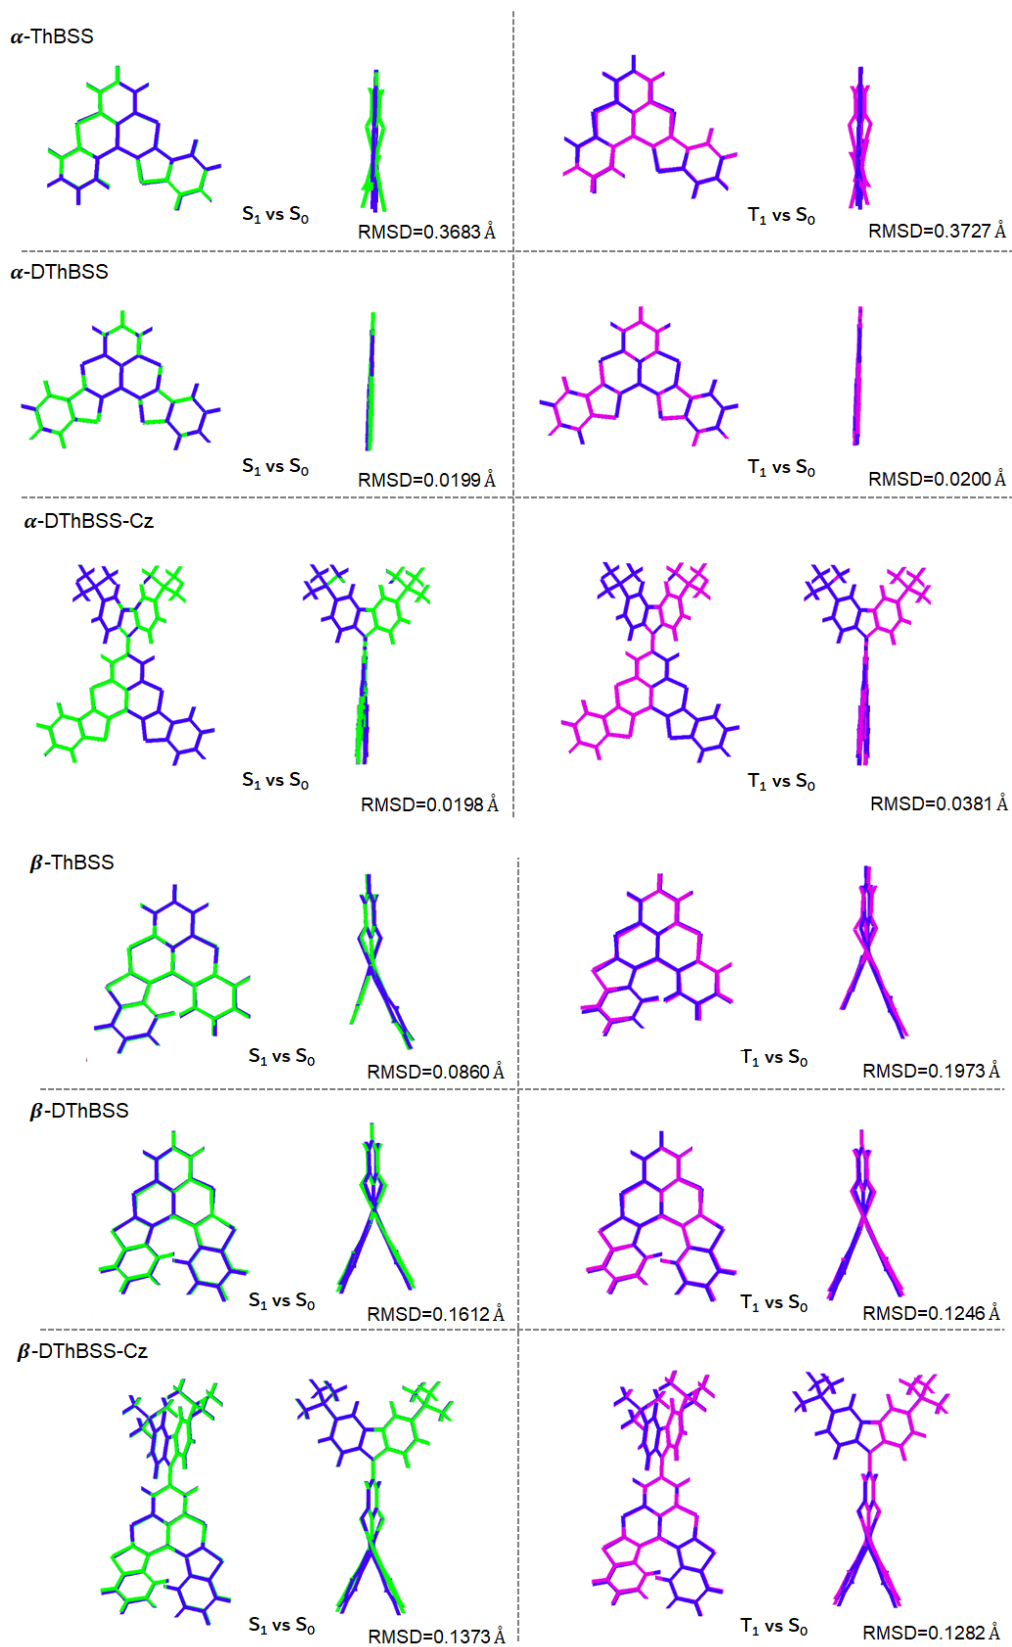 α-ThBSS
S₁ vs S₀
RMSD=0.3683 Å
T₁ vs S₀
RMSD=0.3727 Å
α-DThBSS
S₁ vs S₀
RMSD=0.0199 Å
T₁ vs S₀
RMSD=0.0200 Å
α-DThBSS-Cz
S₁ vs S₀
RMSD=0.0198 Å
T₁ vs S₀
RMSD=0.0381 Å
β-ThBSS
S₁ vs S₀
RMSD=0.0860 Å
T₁ vs S₀
RMSD=0.1973 Å
β-DThBSS
S₁ vs S₀
RMSD=0.1612 Å
T₁ vs S₀
RMSD=0.1246 Å
β-DThBSS-Cz
S₁ vs S₀
RMSD=0.1373 Å
T₁ vs S₀
RMSD=0.1282 Å